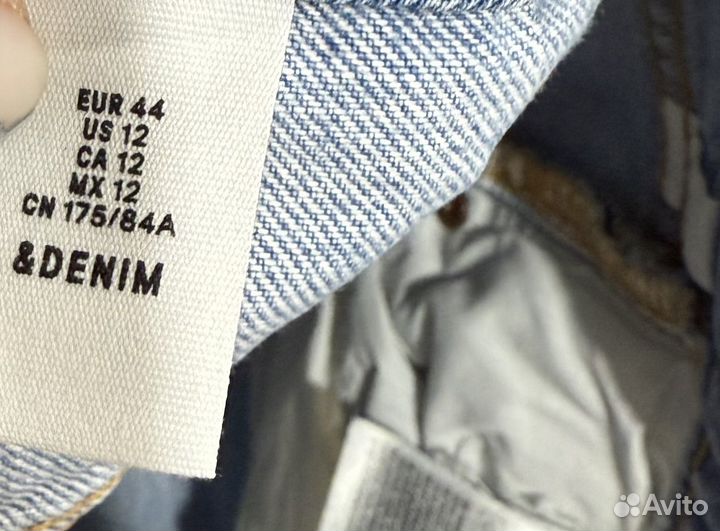 EUR 44
US 12
CA 12
MX 12
CN 175/84A
&DENIM
Avito